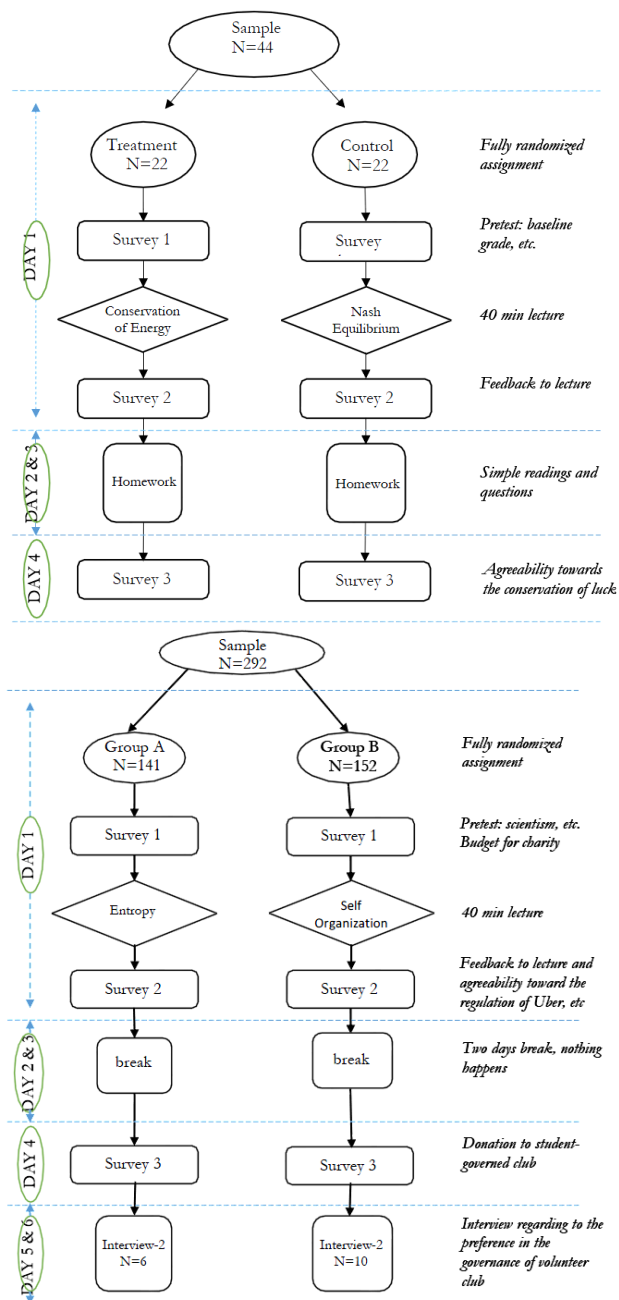 Sample
N=44
Treatment
N=22
Control
N=22
Fully randomized
assignment
DAY 1
Survey 1
Survey
Pretest: baseline
grade, etc.
Conservation
of Energy
Nash
Equilibrium
40 min lecture
Survey 2
Survey 2
Feedback to lecture
DAY 2 & 3
Homework
Homework
Simple readings and
questions
DAY 4
Survey 3
Survey 3
Agreeability towards
the conservation of luck
Sample
N=292
Group A
N=141
Group B
N=152
Fully randomized
assignment
DAY 1
Survey 1
Survey 1
Pretest: scientism, etc.
Budget for charity
Entropy
Self
Organization
40 min lecture
Survey 2
Survey 2
Feedback to lecture and
agreeability toward the
regulation of Uber, etc
DAY 2 & 3
break
break
Two days break, nothing
happens
DAY 4
Survey 3
Survey 3
Donation to student-
governed club
DAY 5 & 6
Interview-2
N=6
Interview-2
N=10
Interview regarding to the
preference in the
governance of volunteer
club